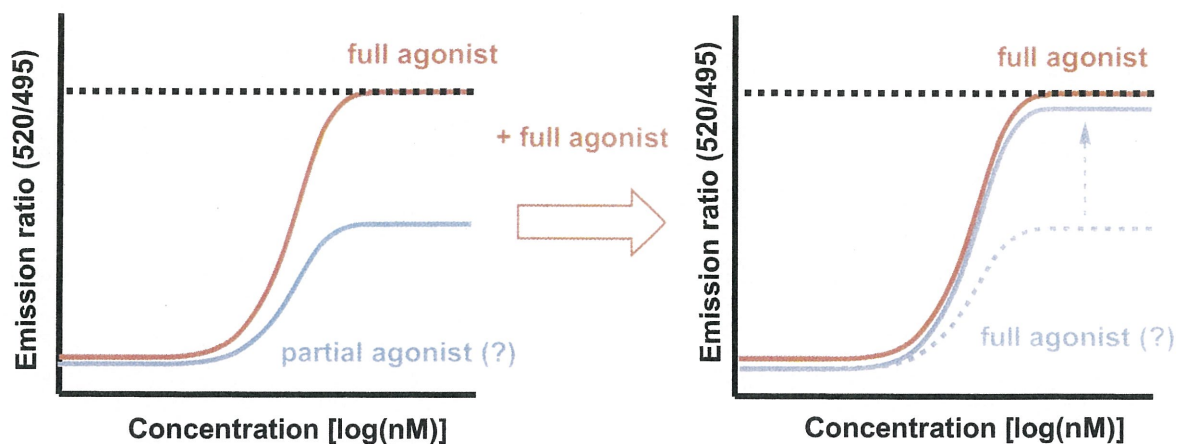 Emission ratio (520/495)
full agonist
partial agonist (?)
Concentration [log(nM)]
+ full agonist
Emission ratio (520/495)
full agonist
full agonist (?)
Concentration [log(nM)]